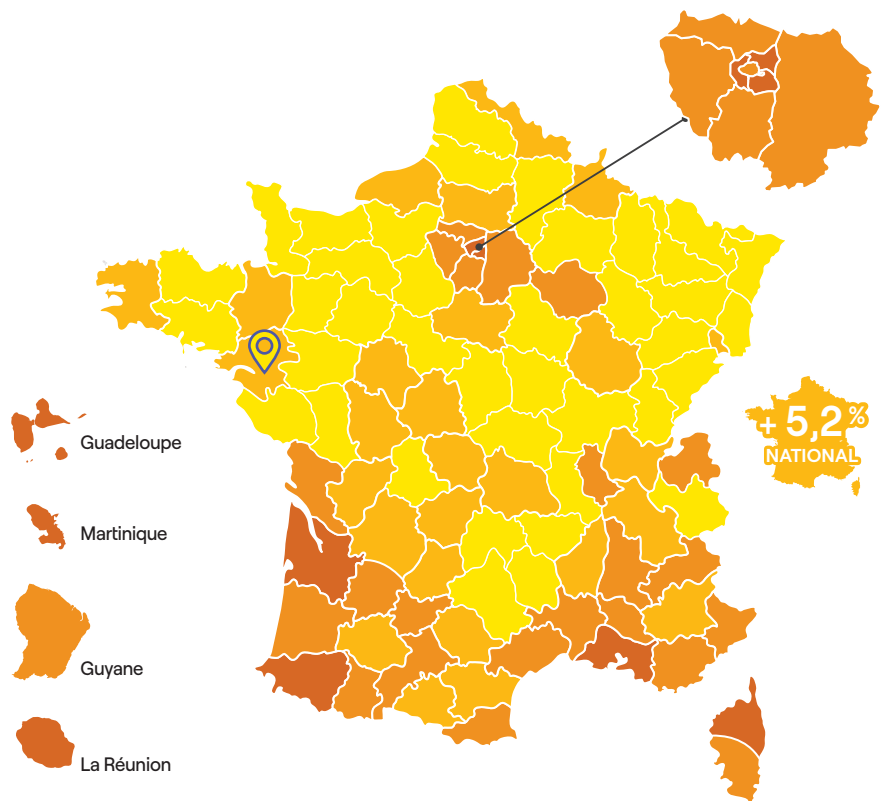 + 5,2 %
NATIONAL
Guadeloupe
Martinique
Guyane
La Réunion